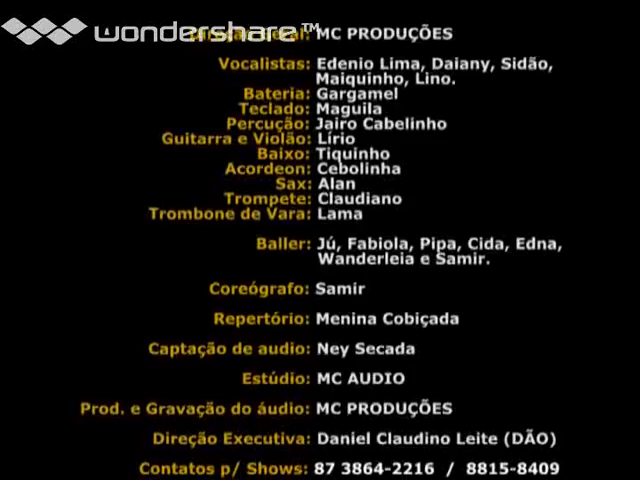 wondershare™
Geral: MC PRODUÇÕES
Vocalistas: Edenio Lima, Daiany, Sidão,
Maiquinho, Lino.
Bateria: Gargamel
Teclado: Maguila
Percução: Jairo Cabelinho
Guitarra e Violão: Lírio
Baixo: Tiquinho
Acordeon: Cebolinha
Sax: Alan
Trompete: Claudiano
Trombone de Vara: Lama
Baller: Jú, Fabiola, Pipa, Cida, Edna,
Wanderleia e Samir.
Coreógrafo: Samir
Repertório: Menina Cobiçada
Captação de audio: Ney Secada
Estúdio: MC AUDIO
Prod. e Gravação do áudio: MC PRODUÇÕES
Direção Executiva: Daniel Claudino Leite (DÃO)
Contatos p/ Shows: 87 3864-2216 / 8815-8409